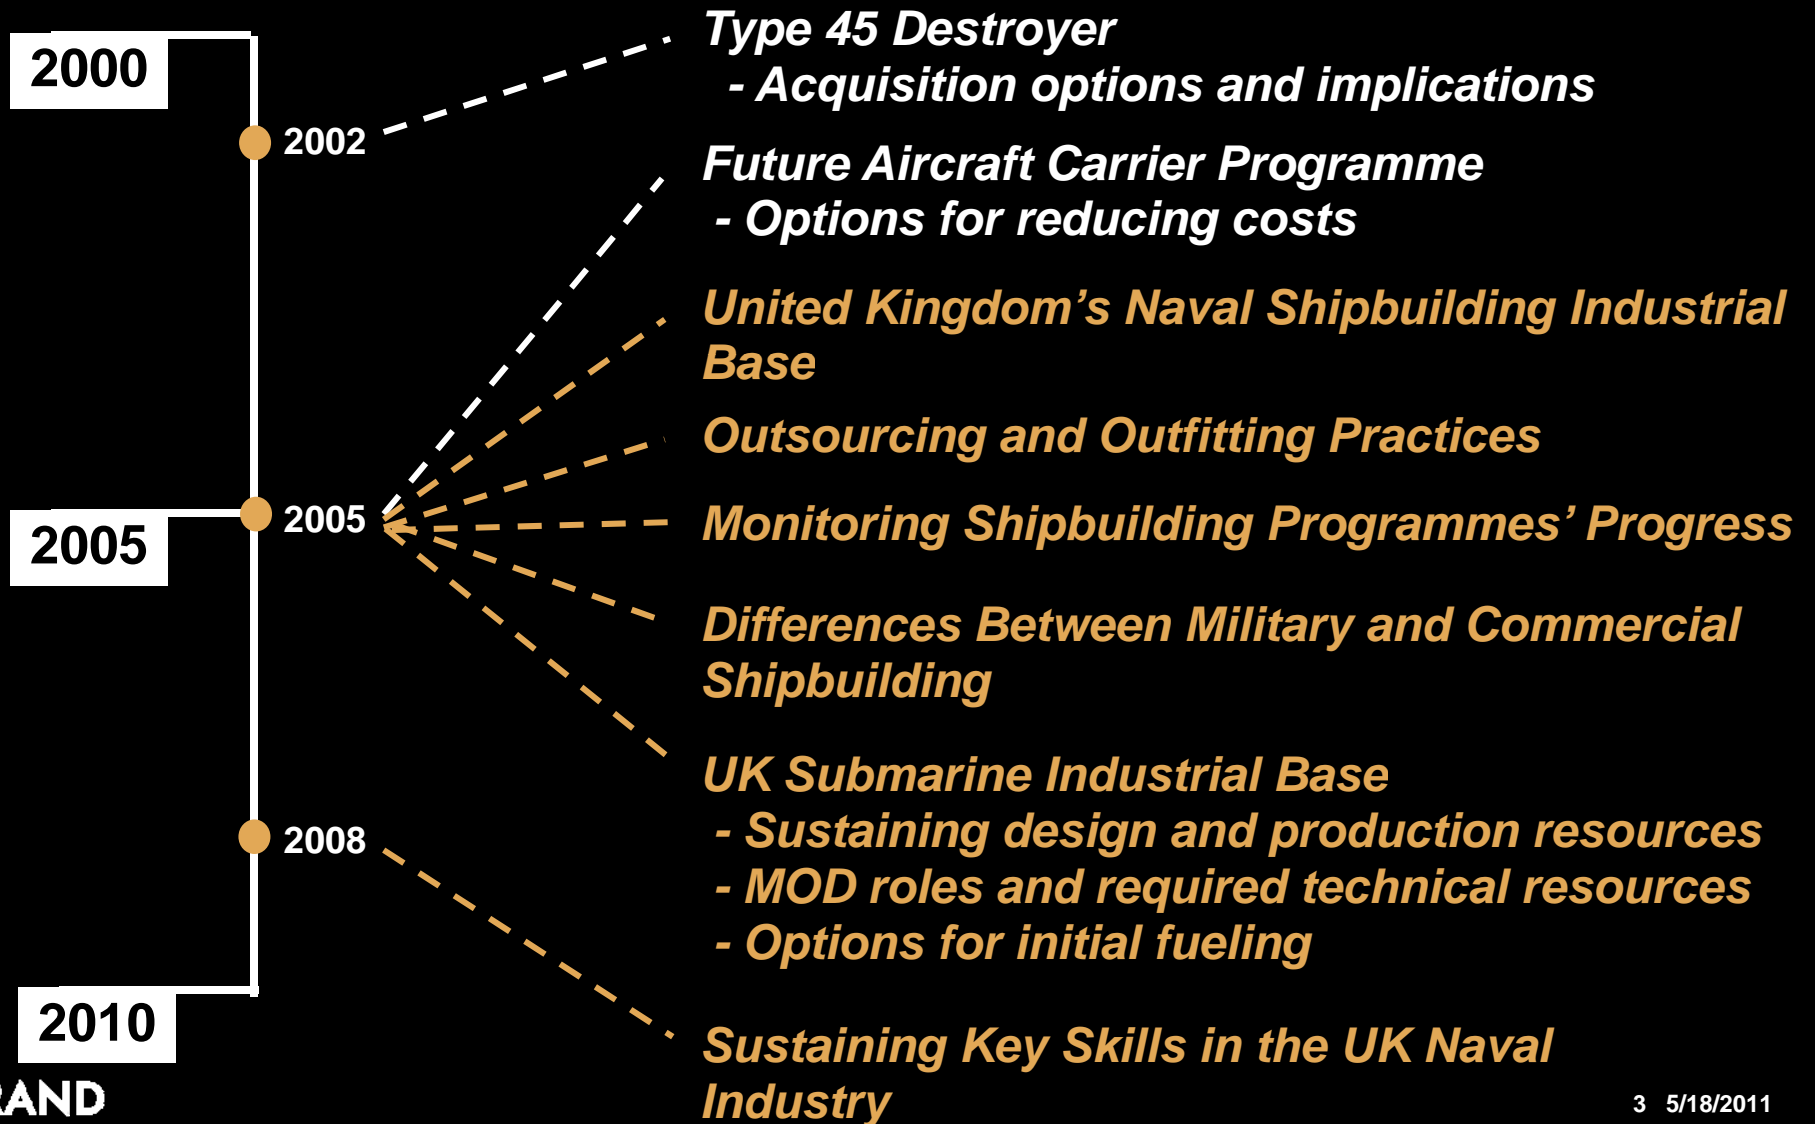 2000
2002
2005
2005
2008
2010
Type 45 Destroyer
- Acquisition options and implications
Future Aircraft Carrier Programme
- Options for reducing costs
United Kingdom’s Naval Shipbuilding Industrial
Base
Outsourcing and Outfitting Practices
Monitoring Shipbuilding Programmes’ Progress
Differences Between Military and Commercial
Shipbuilding
UK Submarine Industrial Base
- Sustaining design and production resources
- MOD roles and required technical resources
- Options for initial fueling
Sustaining Key Skills in the UK Naval
Industry
RAND
3 5/18/2011